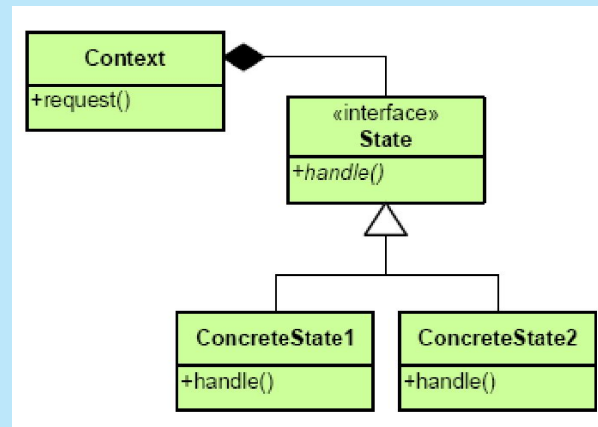 Context
+request()
«interface»
State
+handle()
ConcreteState1
+handle()
ConcreteState2
+handle()